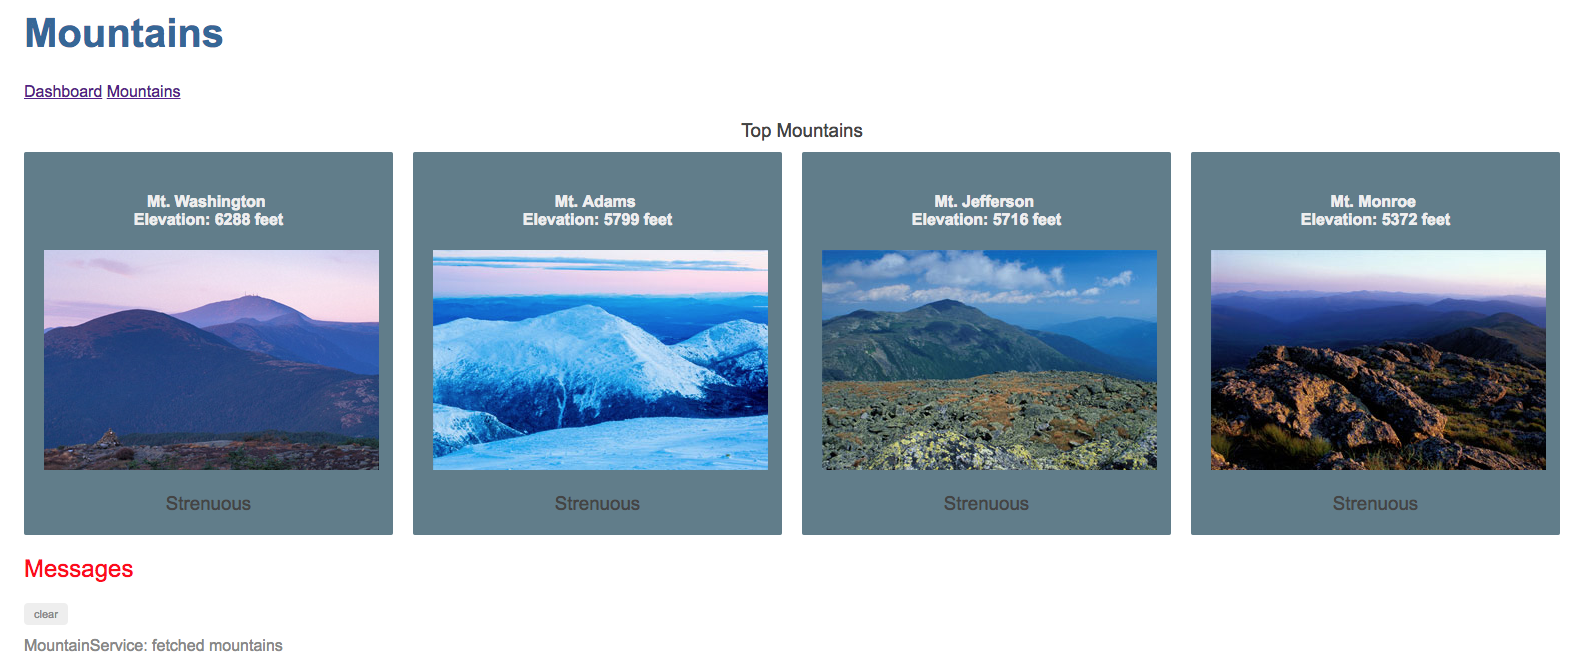 Mountains
Dashboard Mountains
Top Mountains
Mt. Washington
Elevation: 6288 feet
Strenuous
Mt. Adams
Elevation: 5799 feet
Strenuous
Mt. Jefferson
Elevation: 5716 feet
Strenuous
Mt. Monroe
Elevation: 5372 feet
Strenuous
Messages
clear
MountainService: fetched mountains